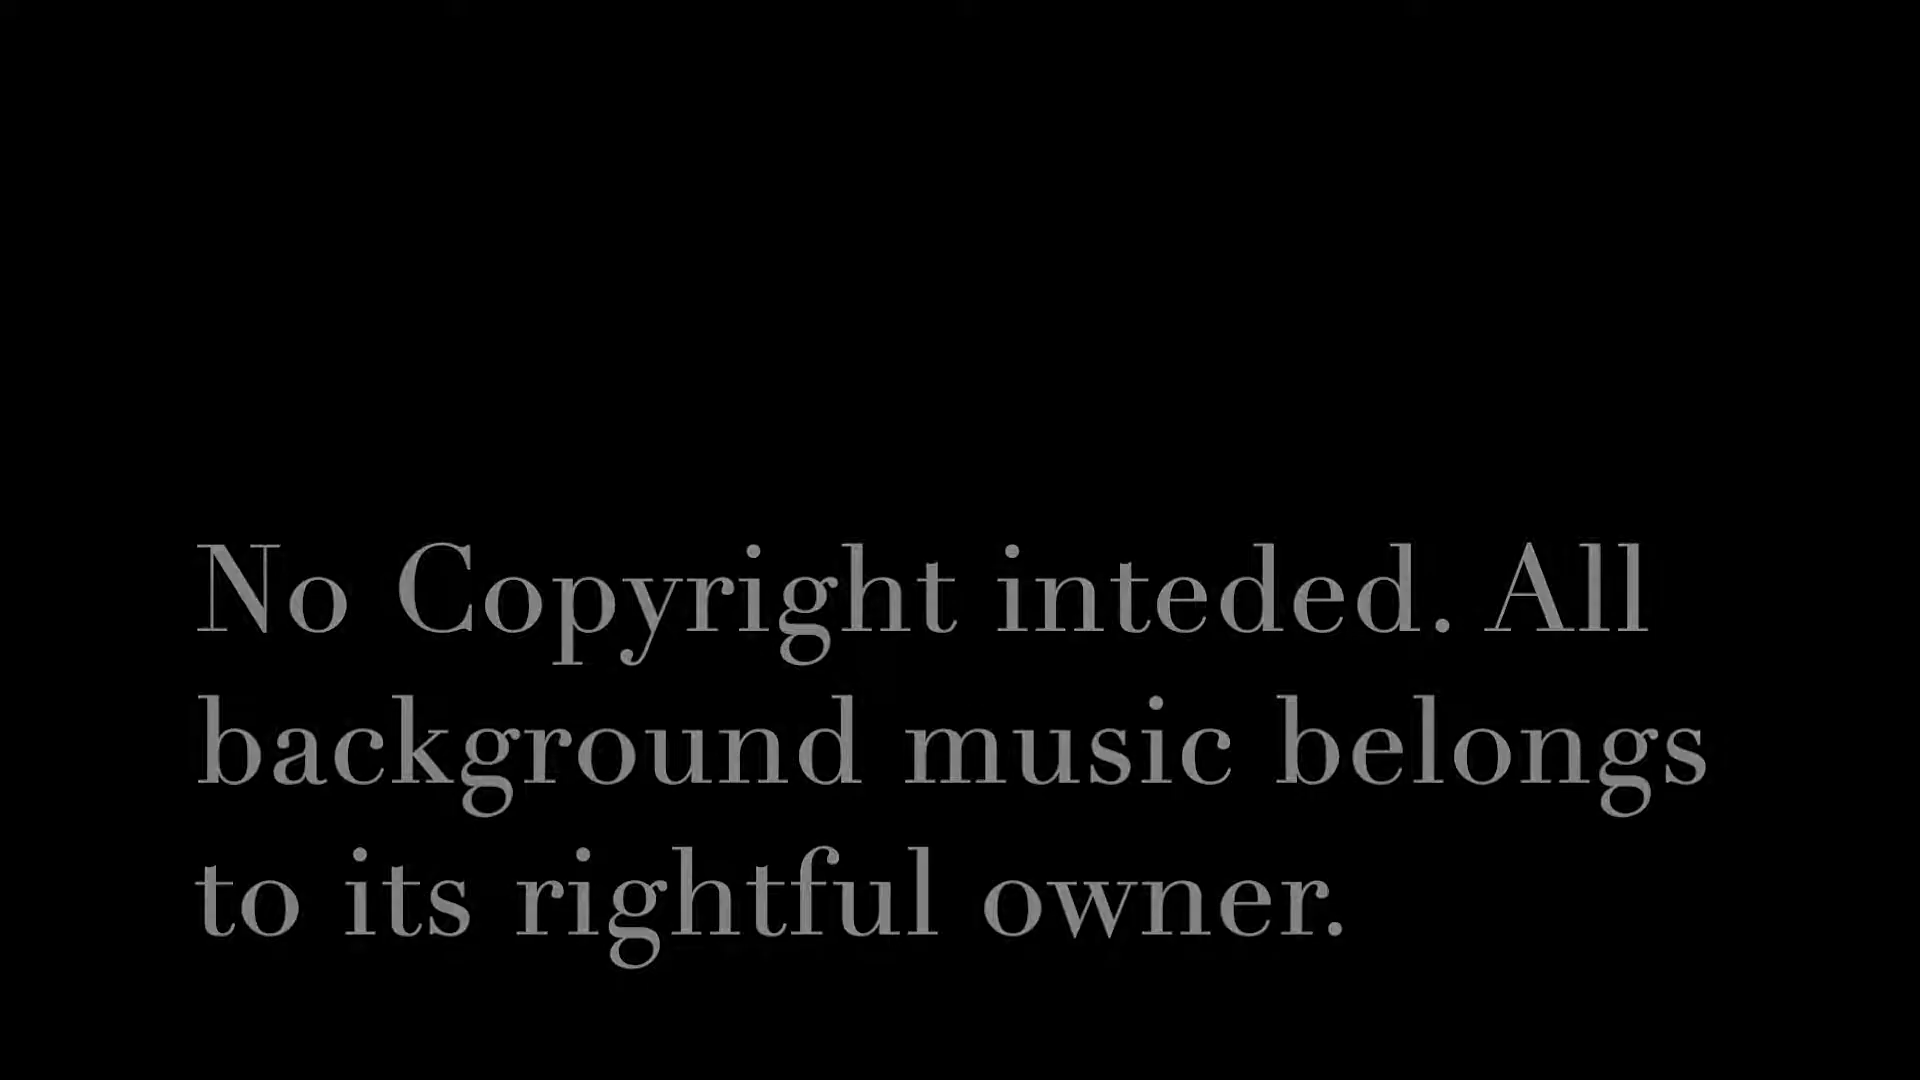 No Copyright inteded. All
background music belongs
to its rightful owner.